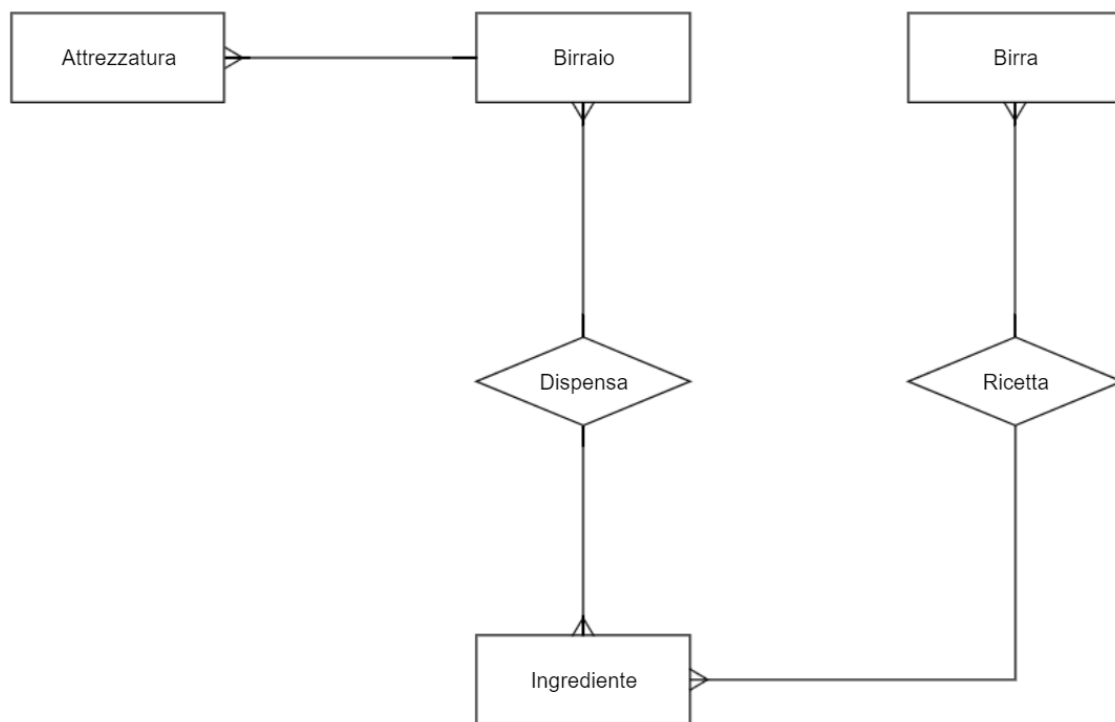 Attrezzatura
Birraio
Birra
Dispensa
Ricetta
Ingrediente